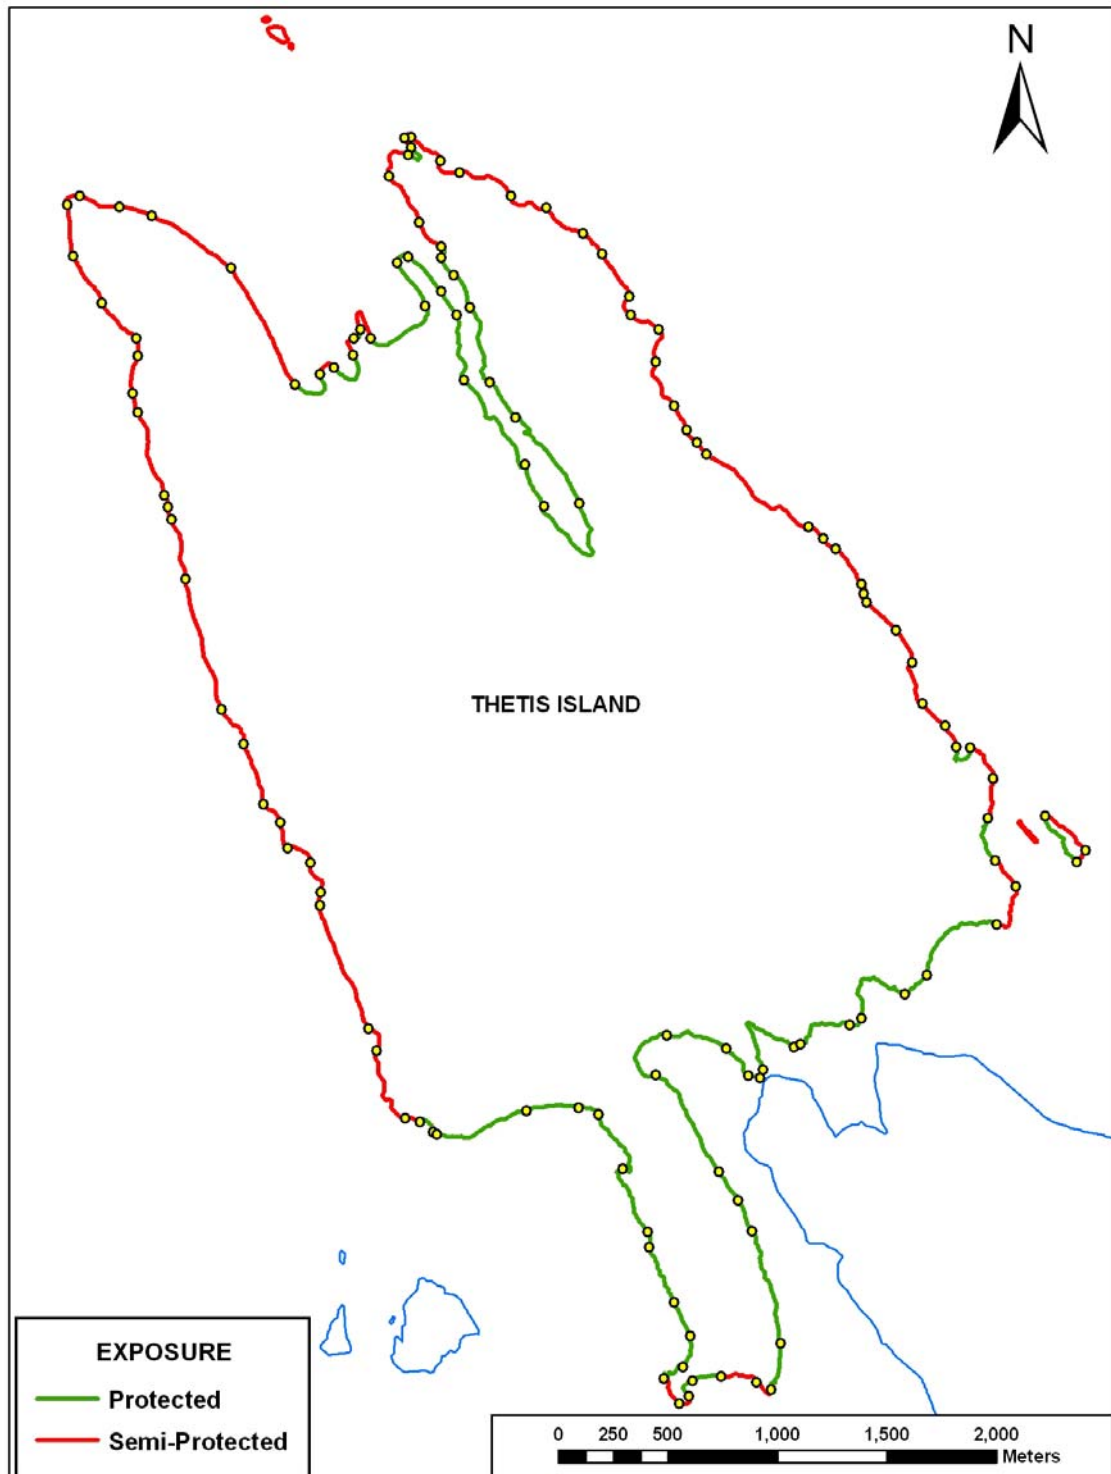 N
THETIS ISLAND
EXPOSURE
Protected
Semi-Protected
0 250 500 1,000 1,500 2,000
Meters